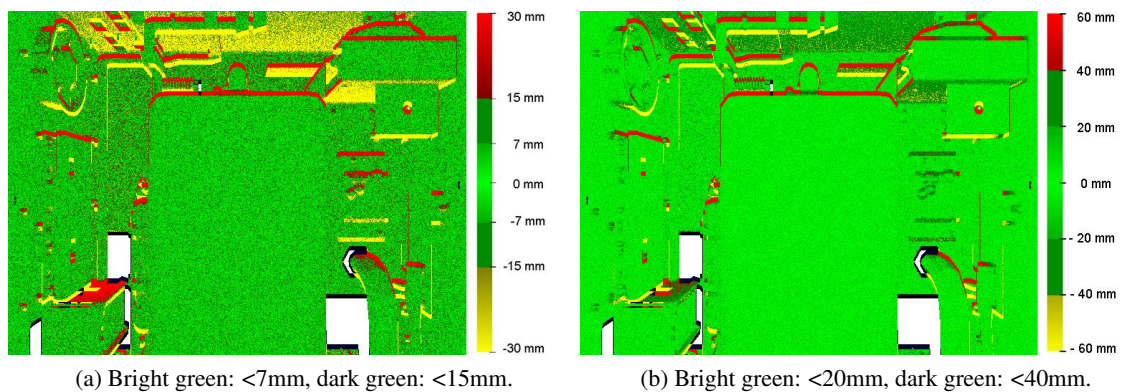 30 mm
15 mm
7 mm
0 mm
-7 mm
-15 mm
-30 mm
60 mm
40 mm
20 mm
0 mm
- 20 mm
- 40 mm
- 60 mm
(a) Bright green: <7mm, dark green: <15mm.
(b) Bright green: <20mm, dark green: <40mm.